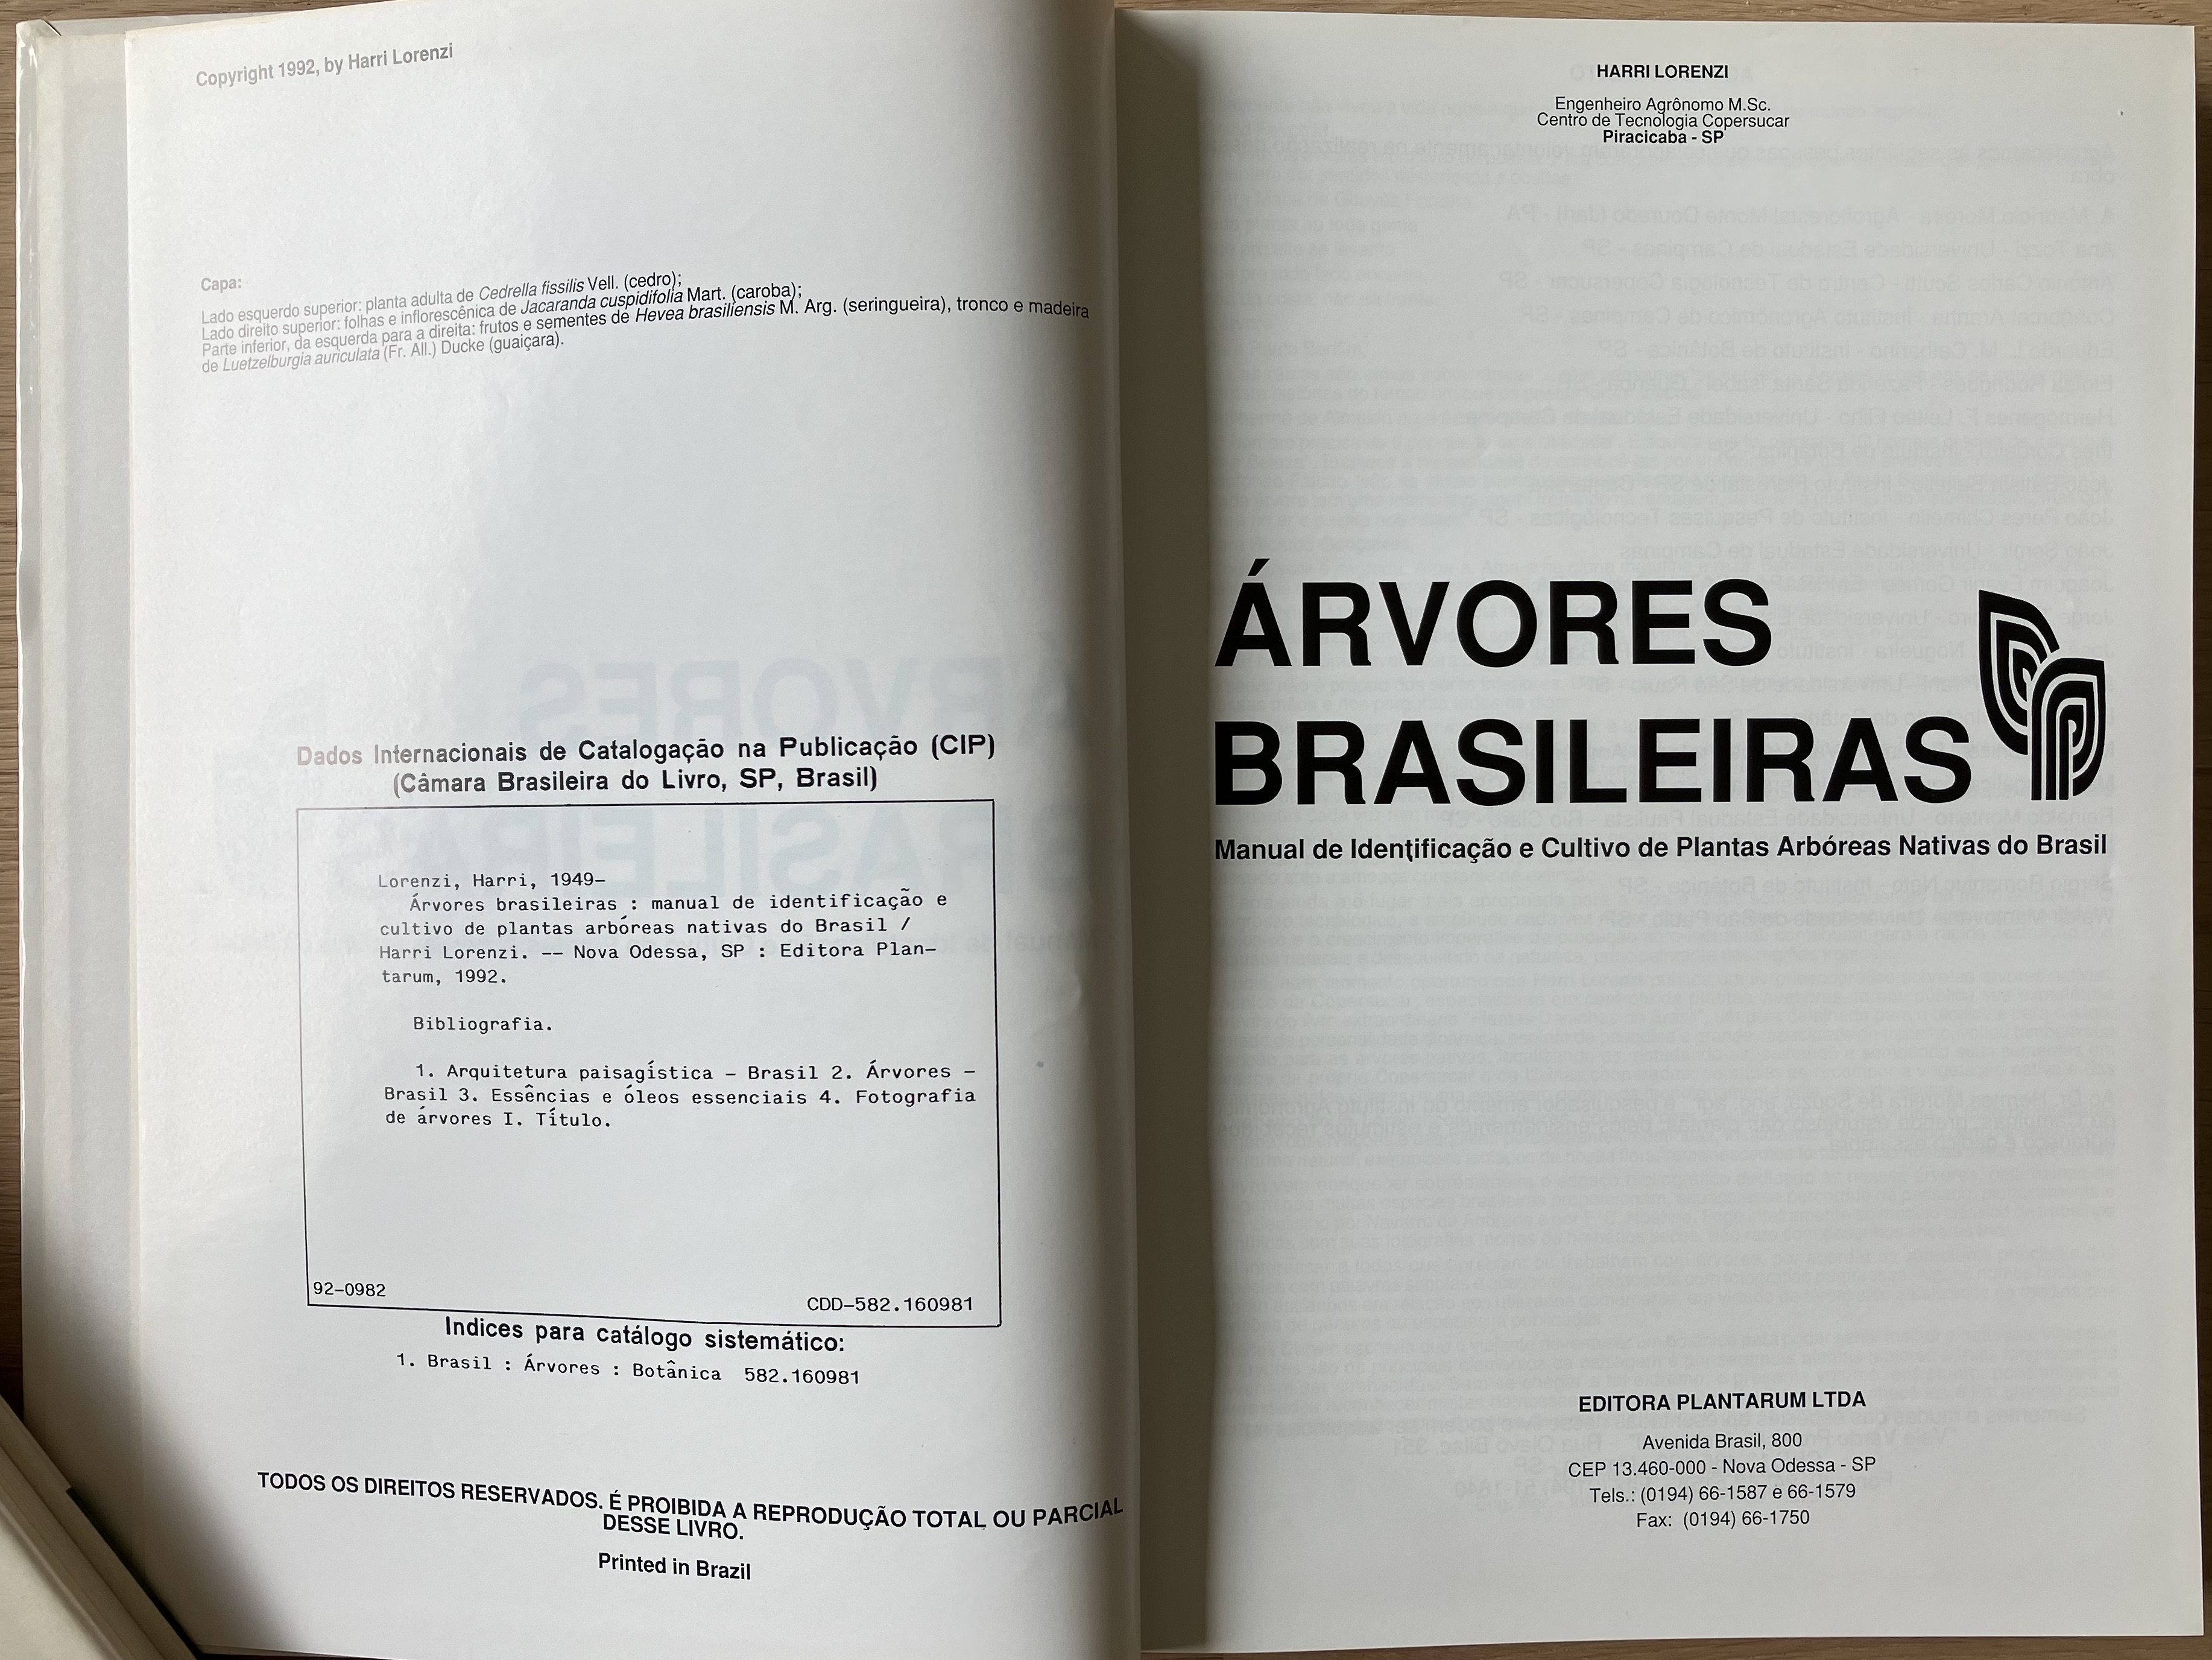 Copyright 1992, by Harri Lorenzi
Capa:
Lado esquerdo superior: planta adulta de Cedrella fissilis Vell. (cedro);
Lado direito superior: folhas e inflorescênica de Jacaranda cuspidifolia Mart. (caroba);
Parte inferior, da esquerda para a direita: frutos e sementes de Hevea brasiliensis M. Arg. (seringueira), tronco e madeira
de Luetzelburgia auriculata (Fr. All.) Ducke (guaiçara).
Dados Internacionais de Catalogação na Publicação (CIP)
(Câmara Brasileira do Livro, SP, Brasil)
Lorenzi, Harri, 1949-
Árvores brasileiras : manual de identificação e
cultivo de plantas arbóreas nativas do Brasil /
Harri Lorenzi. -- Nova Odessa, SP : Editora Plan-
tarum, 1992.
Bibliografia.
1. Arquitetura paisagística - Brasil 2. Árvores -
Brasil 3. Essências e óleos essenciais 4. Fotografia
de árvores I. Título.
92-0982
CDD-582.160981
Indices para catálogo sistemático:
1. Brasil : Árvores : Botânica 582.160981
TODOS OS DIREITOS RESERVADOS. É PROIBIDA A REPRODUÇÃO TOTAL OU PARCIAL
DESSE LIVRO.
Printed in Brazil
HARRI LORENZI
Engenheiro Agrônomo M.Sc.
Centro de Tecnologia Copersucar
Piracicaba - SP
ÁRVORES
BRASILEIRAS
Manual de Identificação e Cultivo de Plantas Arbóreas Nativas do Brasil
EDITORA PLANTARUM LTDA
Avenida Brasil, 800
CEP 13.460-000 - Nova Odessa - SP
Tels.: (0194) 66-1587 e 66-1579
Fax: (0194) 66-1750